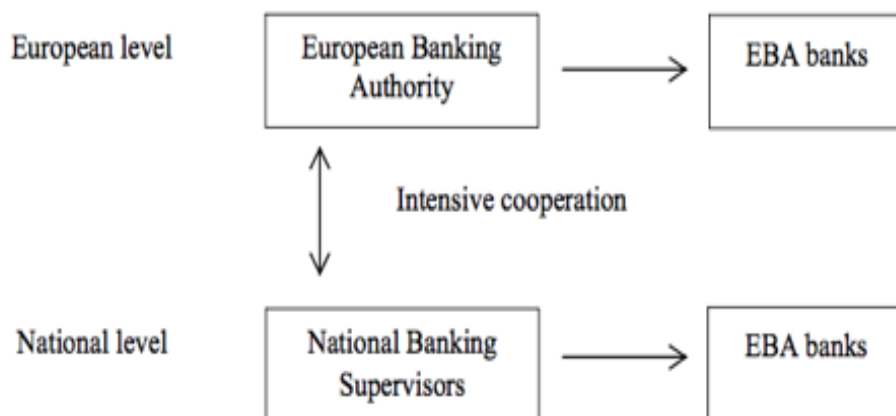 European level
European Banking
Authority
EBA banks
Intensive cooperation
National level
National Banking
Supervisors
EBA banks